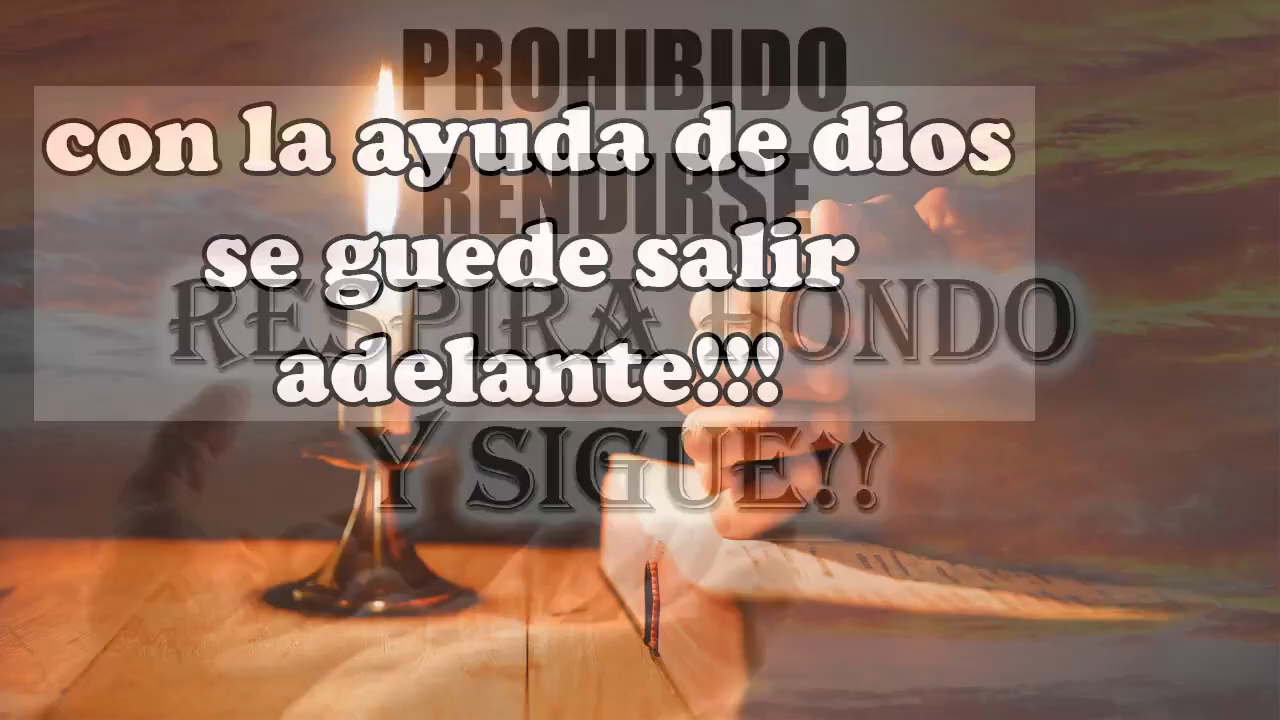 PROHIBIDO
con la ayuda de dios
RENDIRSE
se guede salir
RESPIRA HONDO
adelante!!!
Y SIGUE!!